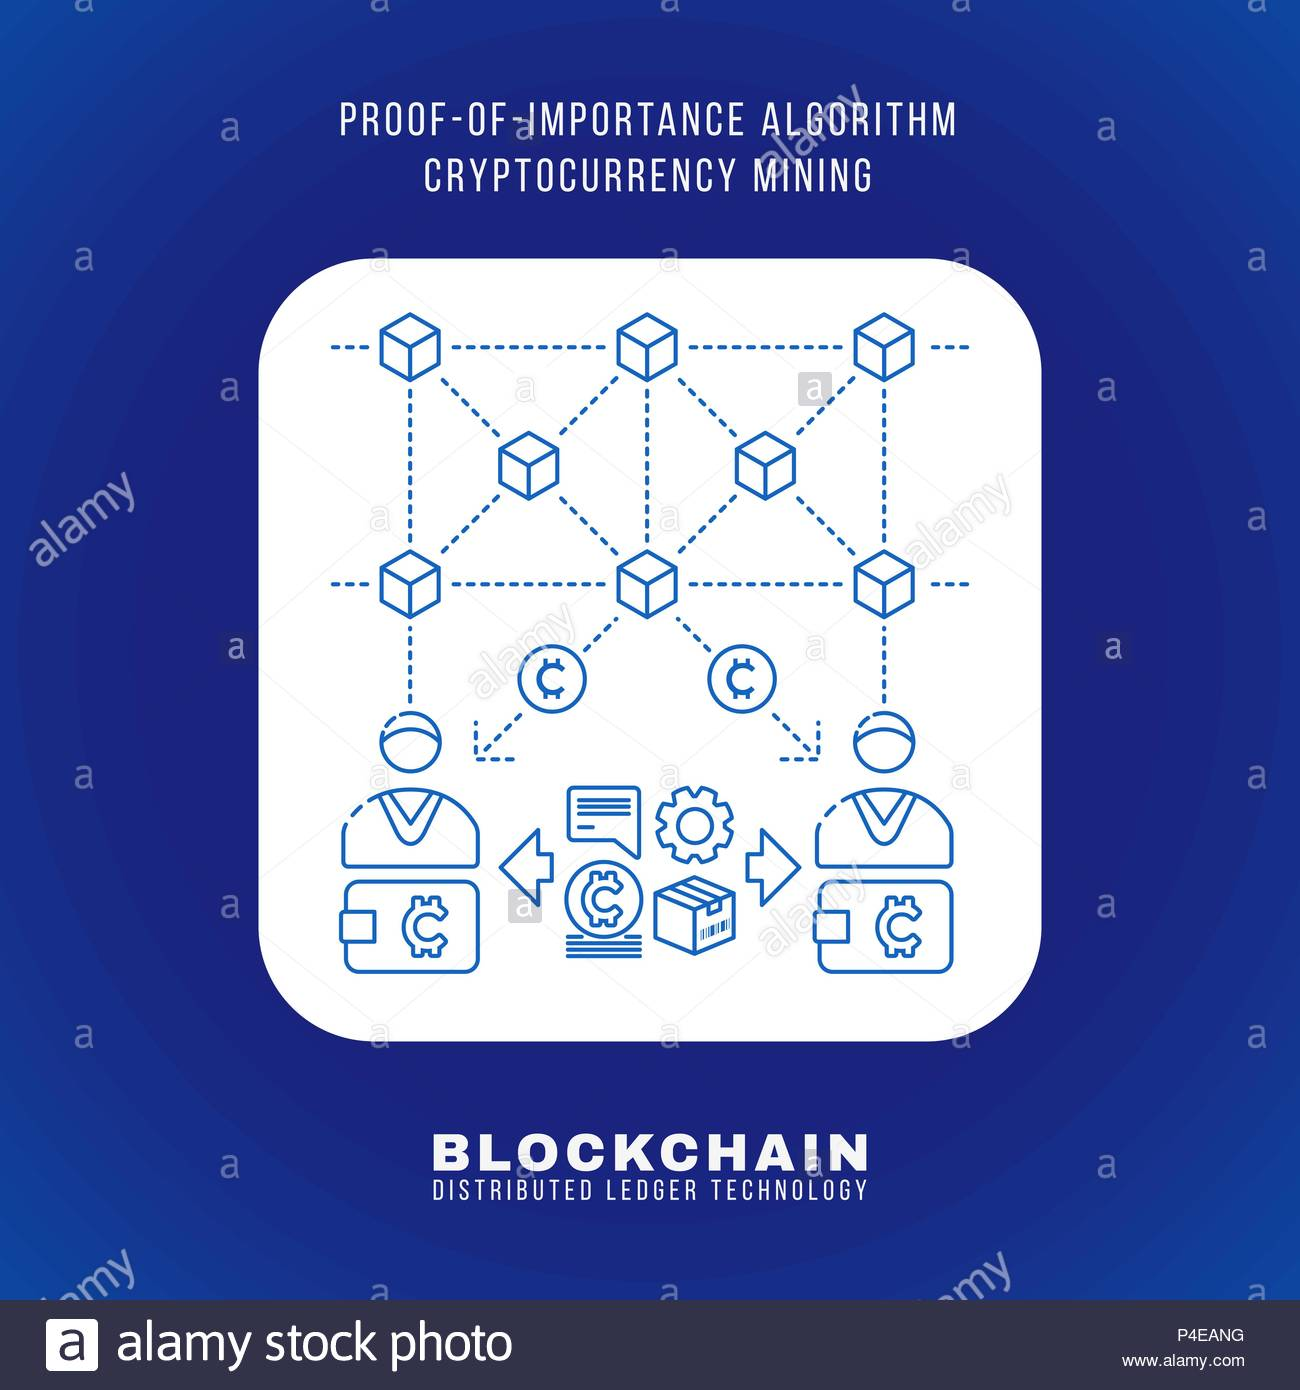 PROOF-OF-IMPORTANCE ALGORITHM
CRYPTOCURRENCY MINING
BLOCKCHAIN
DISTRIBUTED LEDGER TECHNOLOGY
a alamy stock photo
P4EANG
www.alamy.com